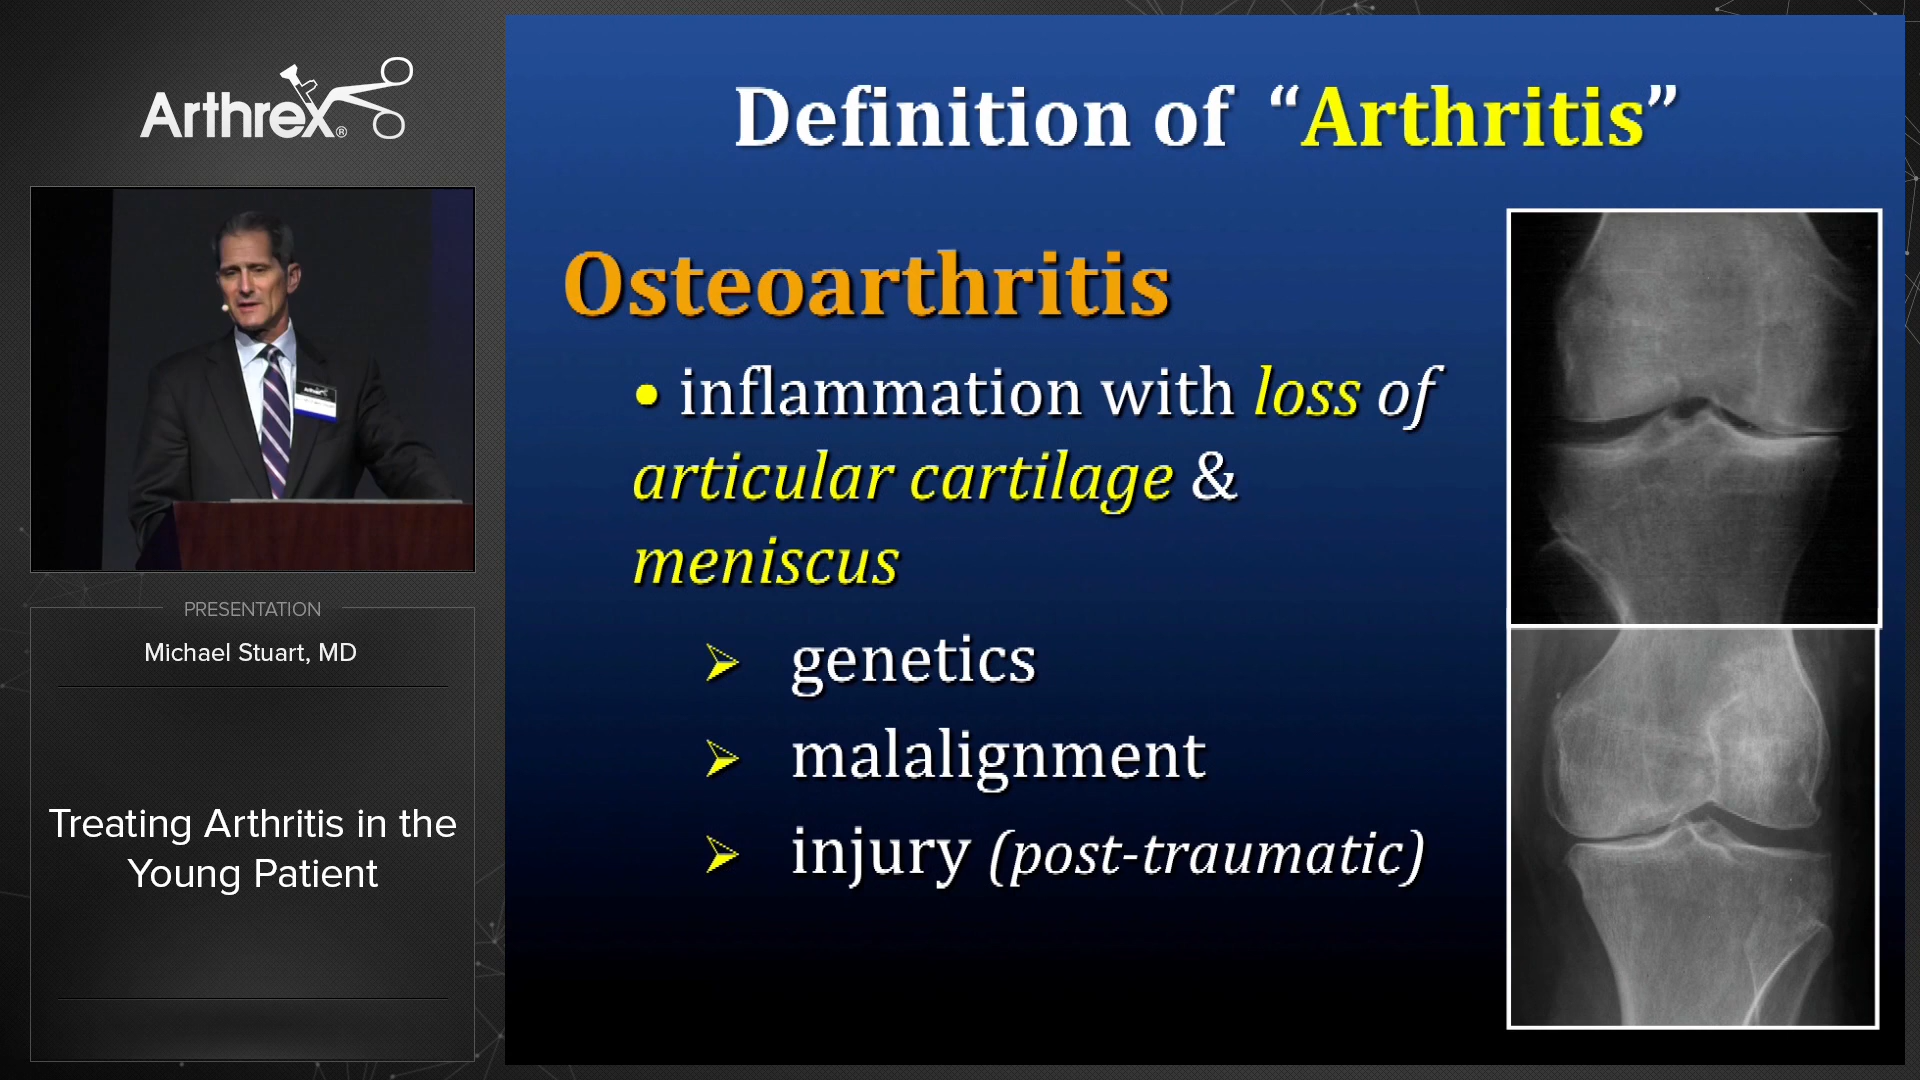 Arthrex®
PRESENTATION
Michael Stuart, MD
Treating Arthritis in the
Young Patient
Definition of “Arthritis”
Osteoarthritis
• inflammation with loss of
articular cartilage &
meniscus
➢ genetics
➢ malalignment
➢ injury (post-traumatic)